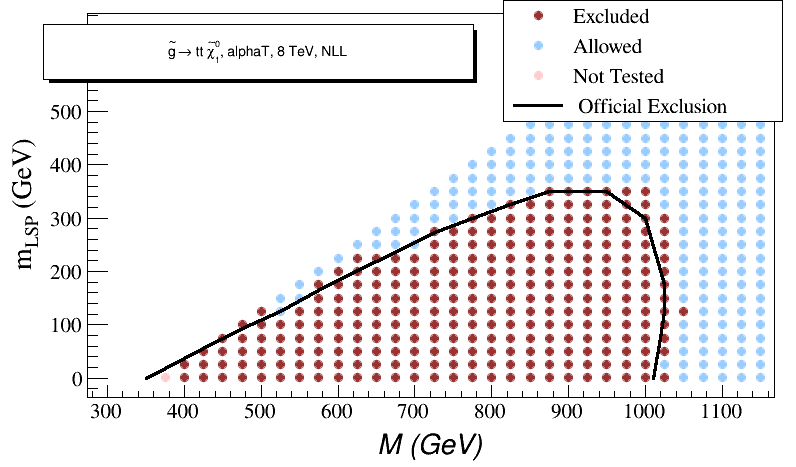 g̃ → tt χ̃⁰₁, alphaT, 8 TeV, NLL
Excluded
Allowed
Not Tested
Official Exclusion
m_LSP (GeV)
500
400
300
200
100
0
300 400 500 600 700 800 900 1000 1100
M (GeV)